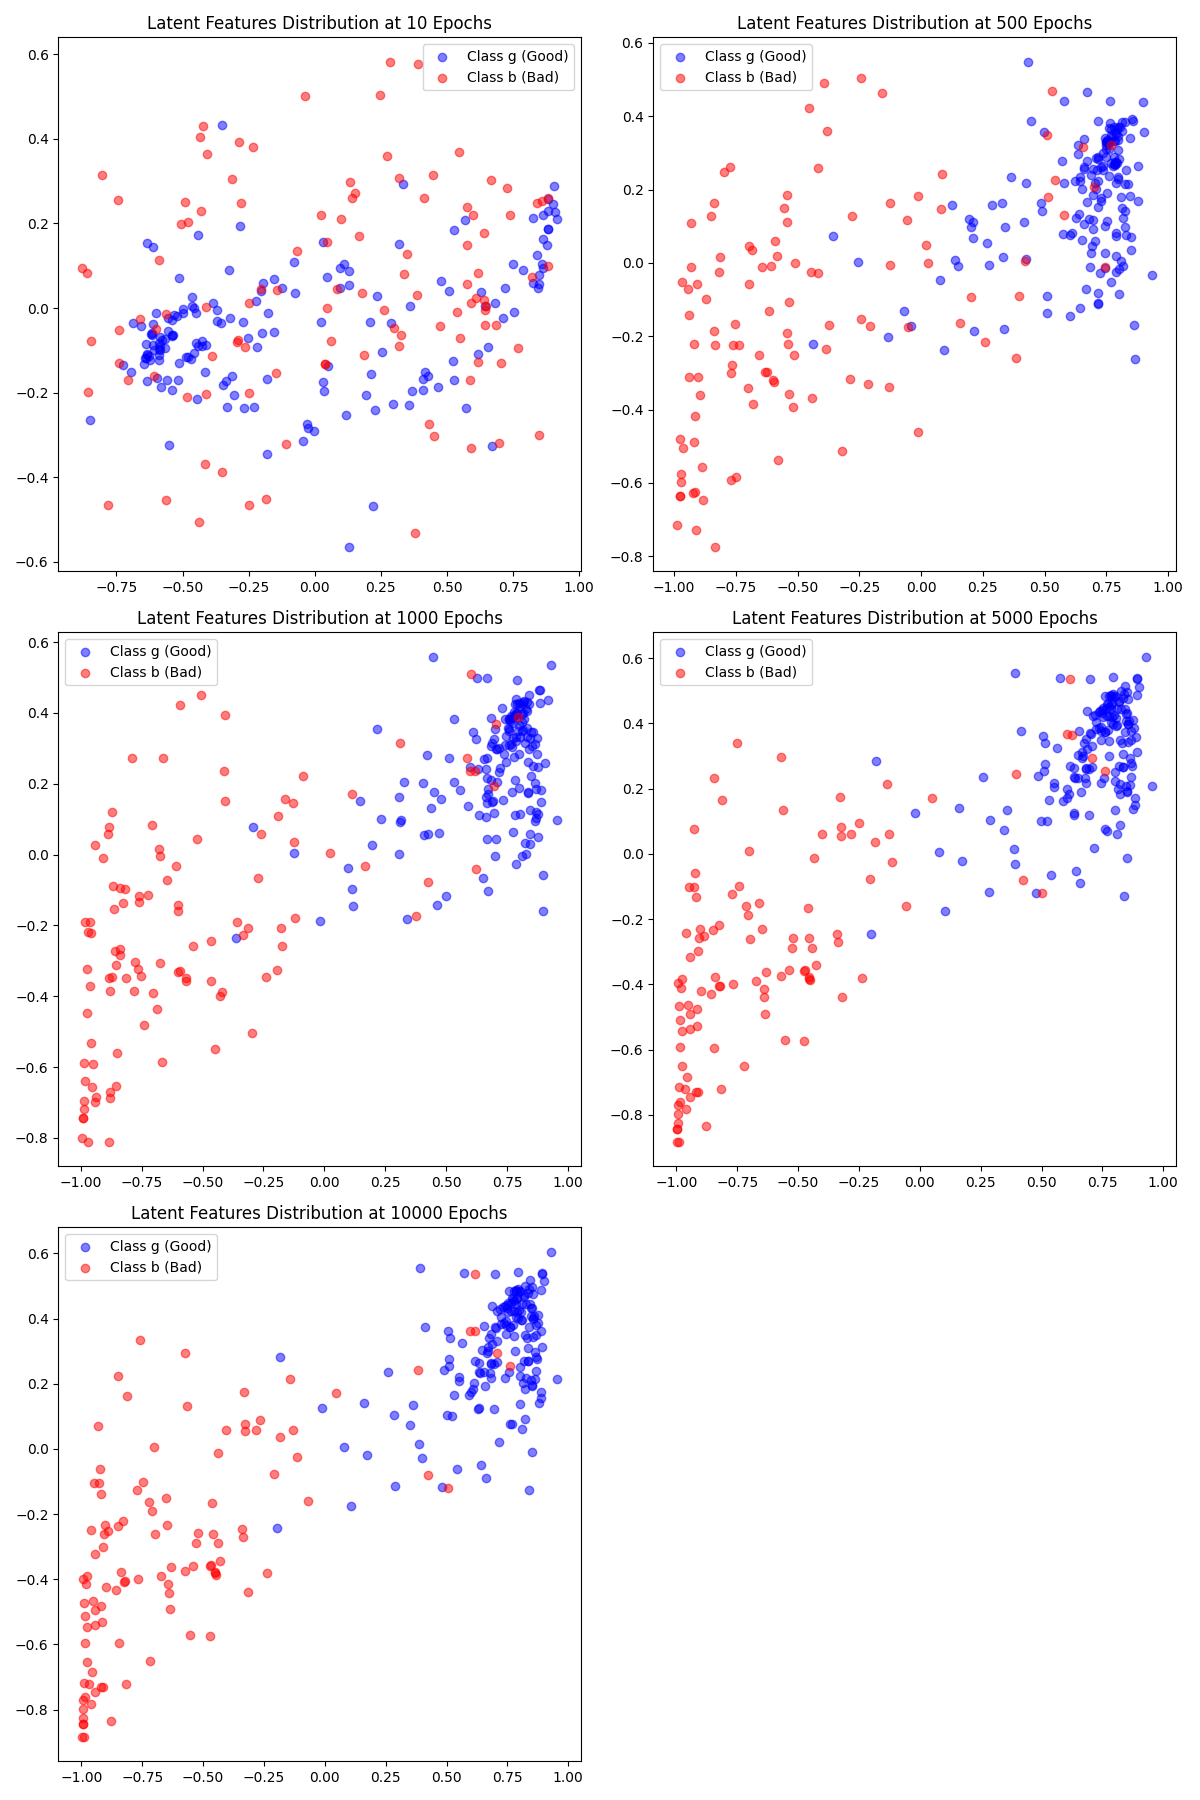 Latent Features Distribution at 10 Epochs
Class g (Good)
Class b (Bad)
0.6
0.4
0.2
0.0
−0.2
−0.4
−0.6
−0.75 −0.50 −0.25 0.00 0.25 0.50 0.75 1.00
Latent Features Distribution at 500 Epochs
Class g (Good)
Class b (Bad)
0.6
0.4
0.2
0.0
−0.2
−0.4
−0.6
−0.8
−1.00 −0.75 −0.50 −0.25 0.00 0.25 0.50 0.75 1.00
Latent Features Distribution at 1000 Epochs
Class g (Good)
Class b (Bad)
0.6
0.4
0.2
0.0
−0.2
−0.4
−0.6
−0.8
−1.00 −0.75 −0.50 −0.25 0.00 0.25 0.50 0.75 1.00
Latent Features Distribution at 5000 Epochs
Class g (Good)
Class b (Bad)
0.6
0.4
0.2
0.0
−0.2
−0.4
−0.6
−0.8
−1.00 −0.75 −0.50 −0.25 0.00 0.25 0.50 0.75 1.00
Latent Features Distribution at 10000 Epochs
Class g (Good)
Class b (Bad)
0.6
0.4
0.2
0.0
−0.2
−0.4
−0.6
−0.8
−1.00 −0.75 −0.50 −0.25 0.00 0.25 0.50 0.75 1.00